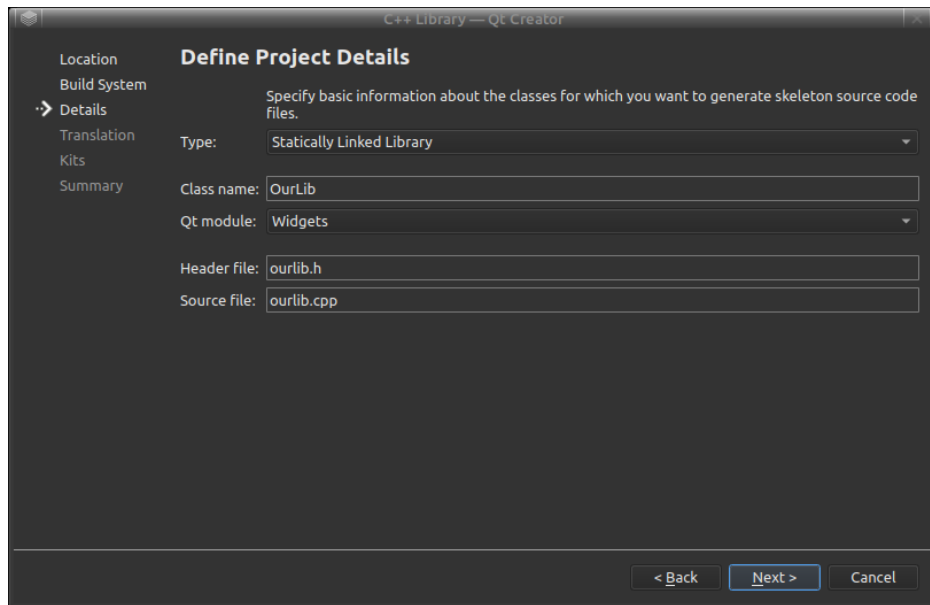 C++ Library — Qt Creator
Location
Build System
Details
Translation
Kits
Summary
Define Project Details
Specify basic information about the classes for which you want to generate skeleton source code
files.
Type: Statically Linked Library
Class name: OurLib
Qt module: Widgets
Header file: ourlib.h
Source file: ourlib.cpp
< Back Next > Cancel